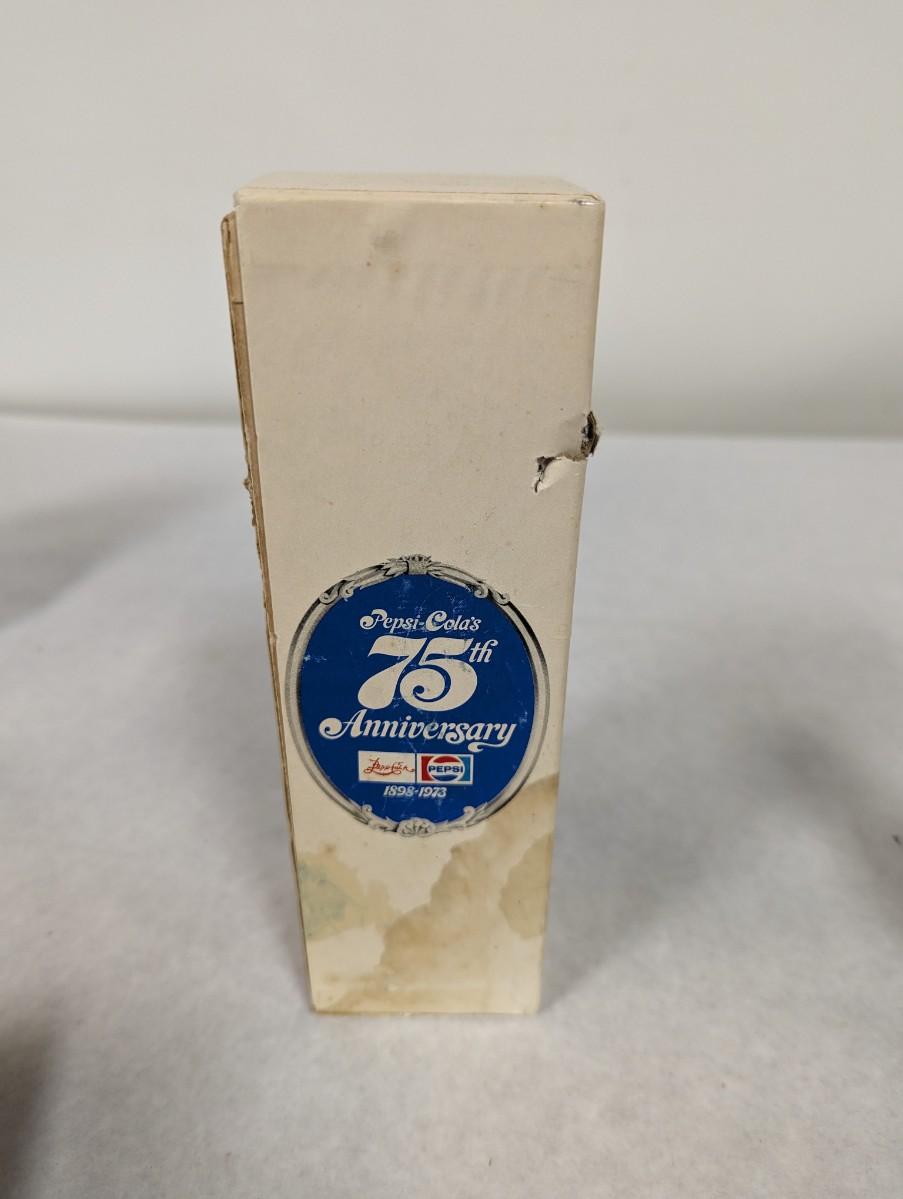 Pepsi-Cola's
75th
Anniversary
Pepsi-Cola PEPSI
1898-1973